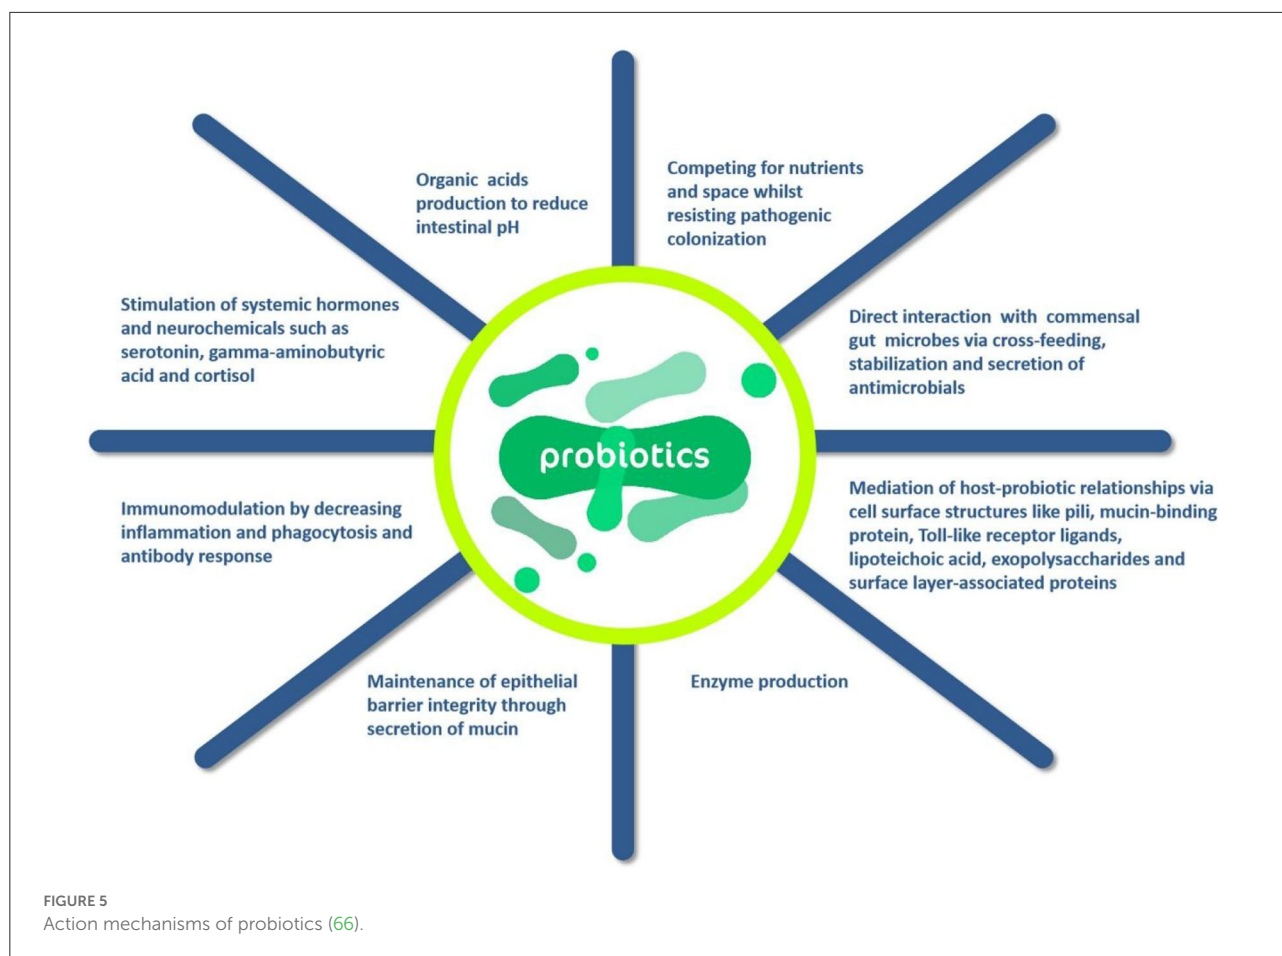 Organic acids
production to reduce
intestinal pH
Competing for nutrients
and space whilst
resisting pathogenic
colonization
Stimulation of systemic hormones
and neurochemicals such as
serotonin, gamma-aminobutyric
acid and cortisol
Direct interaction with commensal
gut microbes via cross-feeding,
stabilization and secretion of
antimicrobials
probiotics
Immunomodulation by decreasing
inflammation and phagocytosis and
antibody response
Mediation of host-probiotic relationships via
cell surface structures like pili, mucin-binding
protein, Toll-like receptor ligands,
lipoteichoic acid, exopolysaccharides and
surface layer-associated proteins
Maintenance of epithelial
barrier integrity through
secretion of mucin
Enzyme production
FIGURE 5
Action mechanisms of probiotics (66).